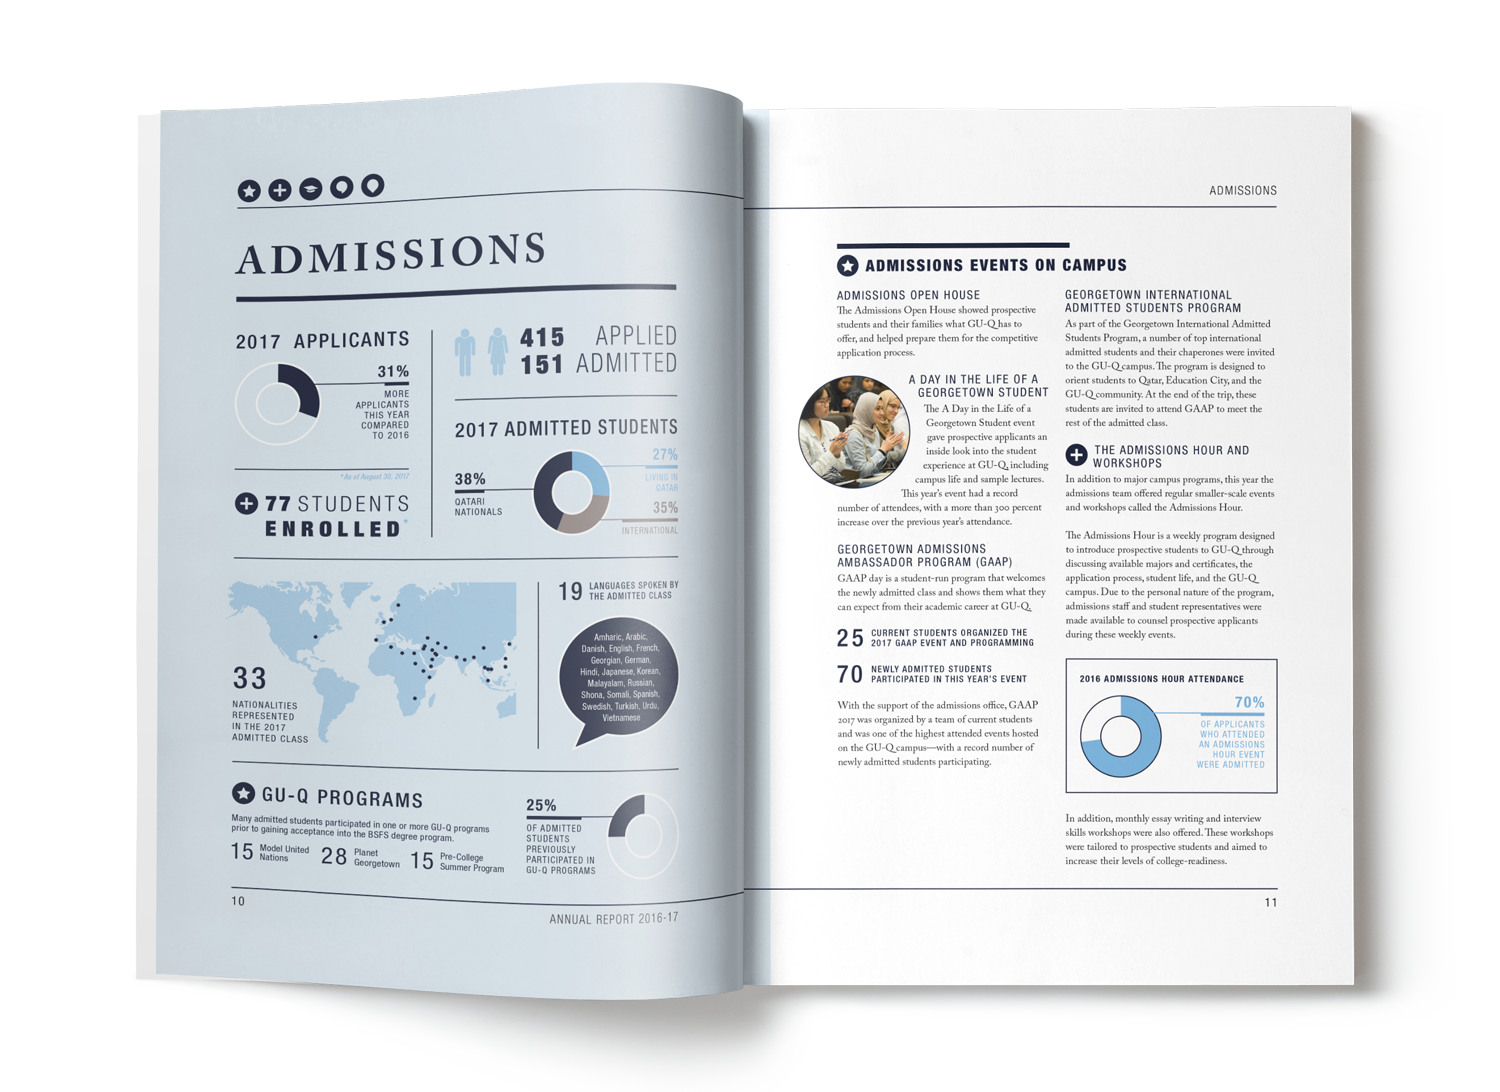 ADMISSIONS
2017 APPLICANTS
31%
MORE
APPLICANTS
THIS YEAR
COMPARED
TO 2016
*As of August 30, 2017
77 STUDENTS
ENROLLED*
415 APPLIED
151 ADMITTED
2017 ADMITTED STUDENTS
38%
QATARI
NATIONALS
27%
LIVING IN
QATAR
35%
INTERNATIONAL
33
NATIONALITIES
REPRESENTED
IN THE 2017
ADMITTED CLASS
19 LANGUAGES SPOKEN BY
THE ADMITTED CLASS
Amharic, Arabic,
Danish, English, French,
Georgian, German,
Hindi, Japanese, Korean,
Malayalam, Russian,
Shona, Somali, Spanish,
Swedish, Turkish, Urdu,
Vietnamese
GU-Q PROGRAMS
Many admitted students participated in one or more GU-Q programs
prior to gaining acceptance into the BSFS degree program.
15 Model United
Nations
28 Planet
Georgetown
15 Pre-College
Summer Program
25%
OF ADMITTED
STUDENTS
PREVIOUSLY
PARTICIPATED IN
GU-Q PROGRAMS
10
ANNUAL REPORT 2016-17
ADMISSIONS
ADMISSIONS EVENTS ON CAMPUS
ADMISSIONS OPEN HOUSE
The Admissions Open House showed prospective
students and their families what GU-Q has to
offer, and helped prepare them for the competitive
application process.
A DAY IN THE LIFE OF A
GEORGETOWN STUDENT
The A Day in the Life of a
Georgetown Student event
gave prospective applicants an
inside look into the student
experience at GU-Q, including
campus life and sample lectures.
This year's event had a record
number of attendees, with a more than 300 percent
increase over the previous year's attendance.
GEORGETOWN ADMISSIONS
AMBASSADOR PROGRAM (GAAP)
GAAP day is a student-run program that welcomes
the newly admitted class and shows them what they
can expect from their academic career at GU-Q.
25 CURRENT STUDENTS ORGANIZED THE
2017 GAAP EVENT AND PROGRAMMING
70 NEWLY ADMITTED STUDENTS
PARTICIPATED IN THIS YEAR'S EVENT
With the support of the admissions office, GAAP
2017 was organized by a team of current students
and was one of the highest attended events hosted
on the GU-Q campus—with a record number of
newly admitted students participating.
GEORGETOWN INTERNATIONAL
ADMITTED STUDENTS PROGRAM
As part of the Georgetown International Admitted
Students Program, a number of top international
admitted students and their chaperones were invited
to the GU-Q campus. The program is designed to
orient students to Qatar, Education City, and the
GU-Q community. At the end of the trip, these
students are invited to attend GAAP to meet the
rest of the admitted class.
THE ADMISSIONS HOUR AND
WORKSHOPS
In addition to major campus programs, this year the
admissions team offered regular smaller-scale events
and workshops called the Admissions Hour.
The Admissions Hour is a weekly program designed
to introduce prospective students to GU-Q through
discussing available majors and certificates, the
application process, student life, and the GU-Q
campus. Due to the personal nature of the program,
admissions staff and student representatives were
made available to counsel prospective applicants
during these weekly events.
2016 ADMISSIONS HOUR ATTENDANCE
70%
OF APPLICANTS
WHO ATTENDED
AN ADMISSIONS
HOUR EVENT
WERE ADMITTED
In addition, monthly essay writing and interview
skills workshops were also offered. These workshops
were tailored to prospective students and aimed to
increase their levels of college-readiness.
11